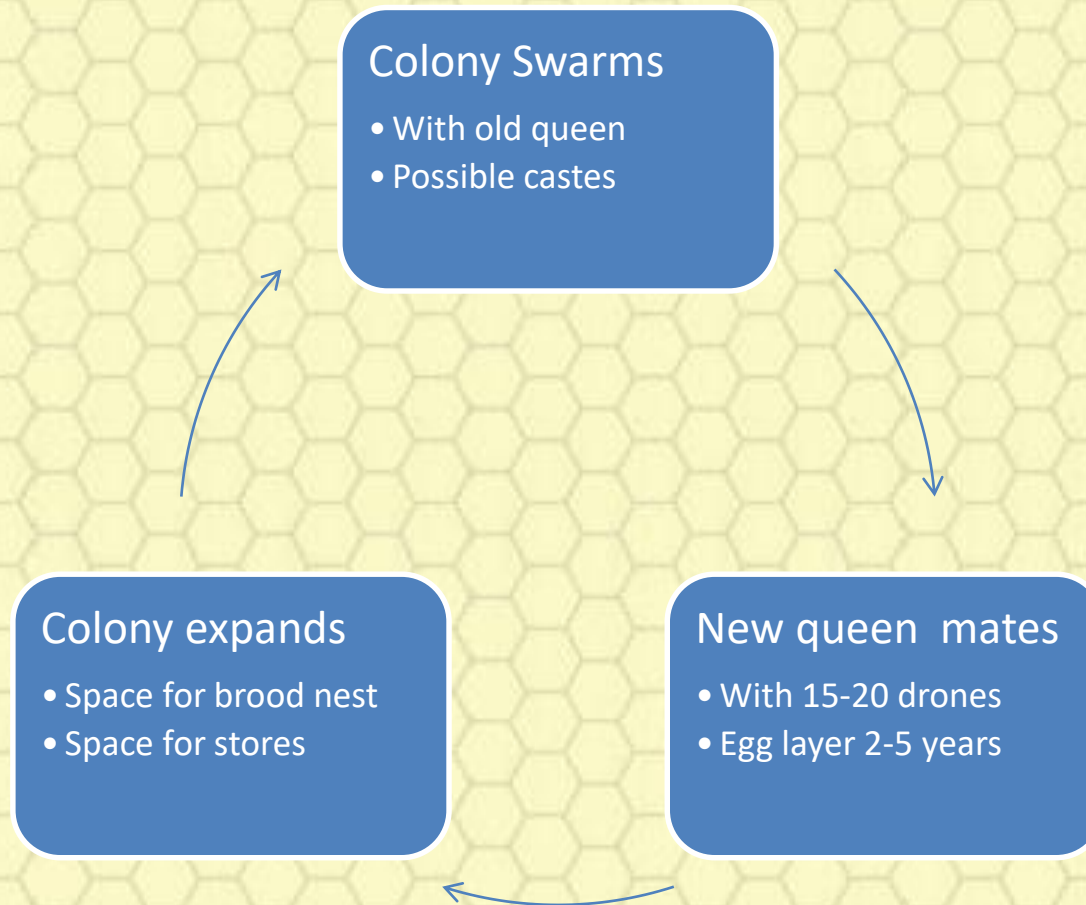 Colony Swarms
• With old queen
• Possible castes
New queen mates
• With 15-20 drones
• Egg layer 2-5 years
Colony expands
• Space for brood nest
• Space for stores